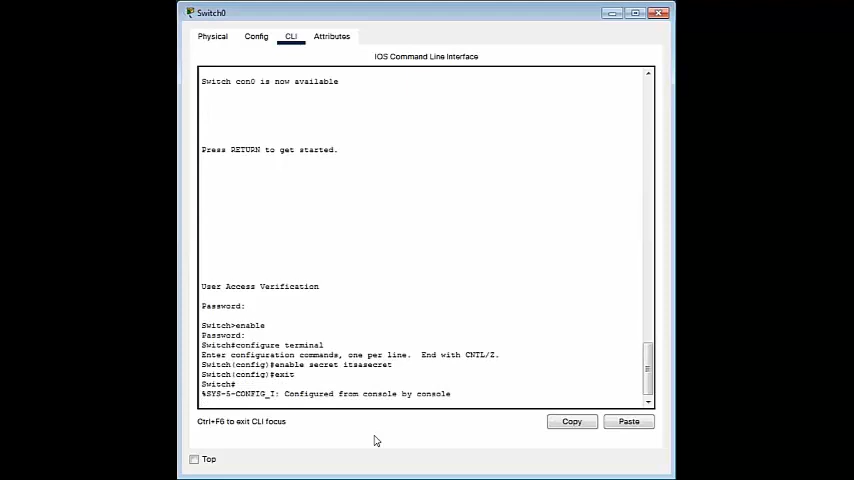 Switch0
Physical Config CLI Attributes
IOS Command Line Interface
Switch con0 is now available
Press RETURN to get started.
User Access Verification
Password:
Switch>enable
Password:
Switch#configure terminal
Enter configuration commands, one per line.  End with CNTL/Z.
Switch(config)#enable secret itsasecret
Switch(config)#exit
Switch#
%SYS-5-CONFIG_I: Configured from console by console
Ctrl+F6 to exit CLI focus
Copy Paste
Top